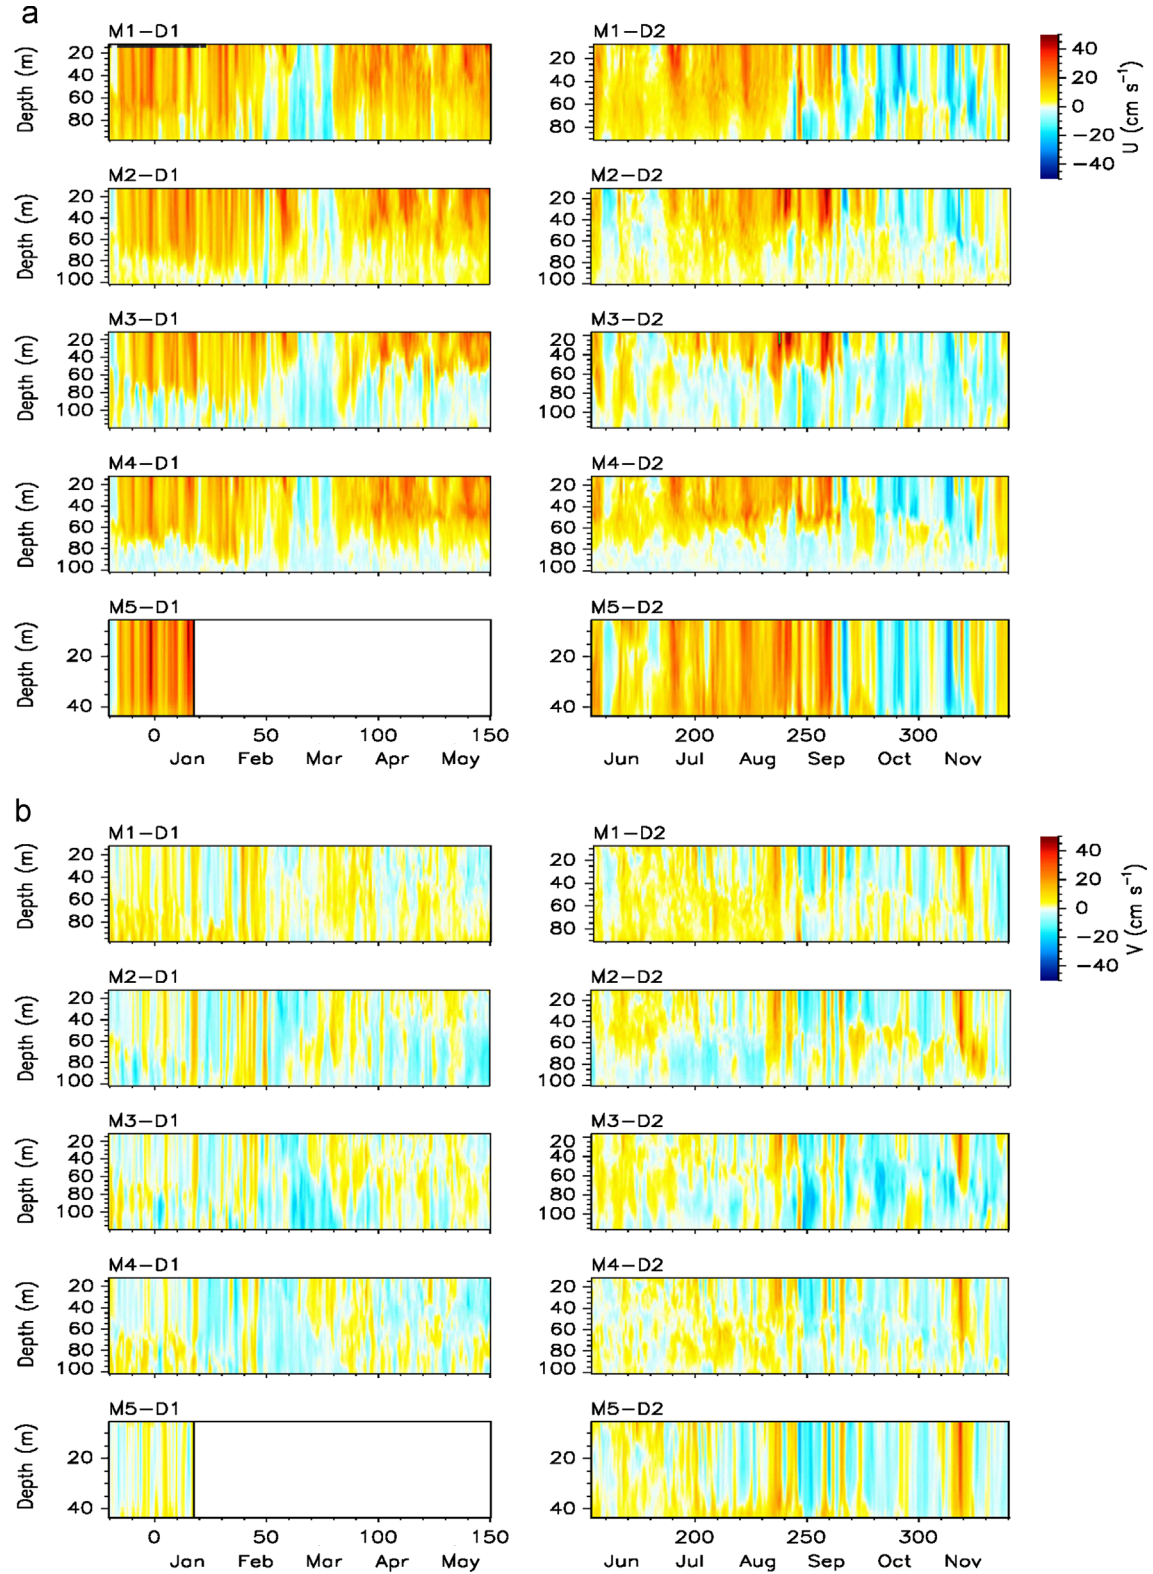 a
M1-D1 M1-D2
Depth (m) 20 40 60 80 20 40 60 80 40 20 0 -20 -40 U (cm s⁻¹)
M2-D1 M2-D2
Depth (m) 20 40 60 80 100 20 40 60 80 100
M3-D1 M3-D2
Depth (m) 20 40 60 80 100 20 40 60 80 100
M4-D1 M4-D2
Depth (m) 20 40 60 80 100 20 40 60 80 100
M5-D1 M5-D2
Depth (m) 20 40 20 40
0 50 100 150 200 250 300
Jan Feb Mar Apr May Jun Jul Aug Sep Oct Nov
b
M1-D1 M1-D2
Depth (m) 20 40 60 80 20 40 60 80 40 20 0 -20 -40 V (cm s⁻¹)
M2-D1 M2-D2
Depth (m) 20 40 60 80 100 20 40 60 80 100
M3-D1 M3-D2
Depth (m) 20 40 60 80 100 20 40 60 80 100
M4-D1 M4-D2
Depth (m) 20 40 60 80 100 20 40 60 80 100
M5-D1 M5-D2
Depth (m) 20 40 20 40
0 50 100 150 200 250 300
Jan Feb Mar Apr May Jun Jul Aug Sep Oct Nov